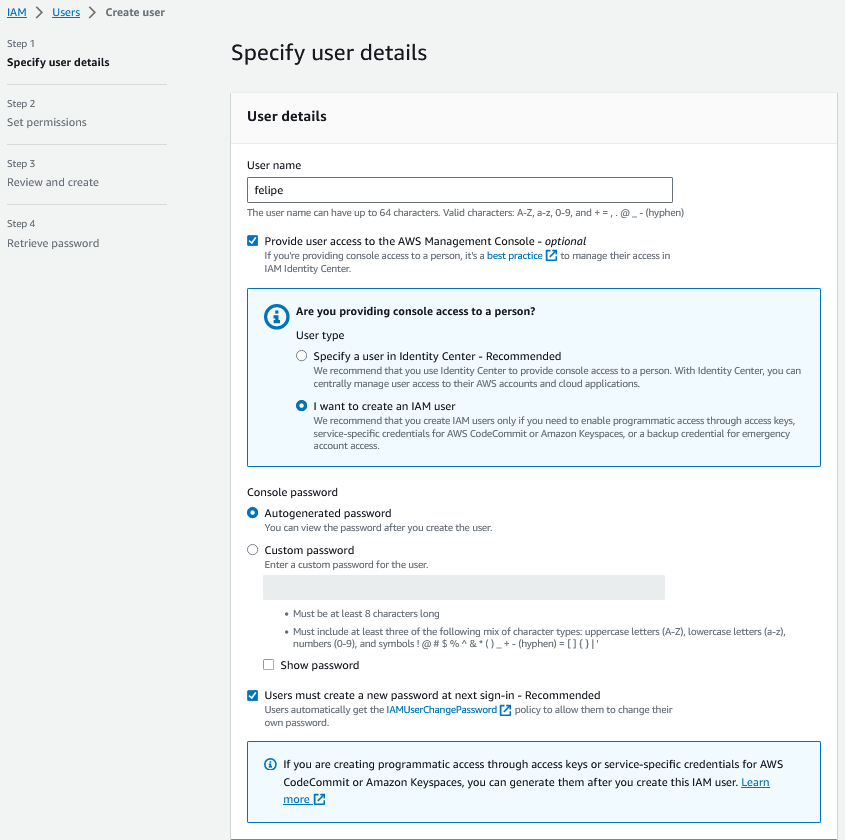 IAM > Users > Create user
Step 1
Specify user details
Step 2
Set permissions
Step 3
Review and create
Step 4
Retrieve password
Specify user details
User details
User name
felipe
The user name can have up to 64 characters. Valid characters: A-Z, a-z, 0-9, and + = , . @ _ - (hyphen)
Provide user access to the AWS Management Console - optional
If you're providing console access to a person, it's a best practice to manage their access in
IAM Identity Center.
Are you providing console access to a person?
User type
Specify a user in Identity Center - Recommended
We recommend that you use Identity Center to provide console access to a person. With Identity Center, you can
centrally manage user access to their AWS accounts and cloud applications.
I want to create an IAM user
We recommend that you create IAM users only if you need to enable programmatic access through access keys,
service-specific credentials for AWS CodeCommit or Amazon Keyspaces, or a backup credential for emergency
account access.
Console password
Autogenerated password
You can view the password after you create the user.
Custom password
Enter a custom password for the user.
• Must be at least 8 characters long
• Must include at least three of the following mix of character types: uppercase letters (A-Z), lowercase letters (a-z),
numbers (0-9), and symbols ! @ # $ % ^ & * ( ) _ + - (hyphen) = [ ] { } | '
Show password
Users must create a new password at next sign-in - Recommended
Users automatically get the IAMUserChangePassword policy to allow them to change their
own password.
If you are creating programmatic access through access keys or service-specific credentials for AWS
CodeCommit or Amazon Keyspaces, you can generate them after you create this IAM user. Learn
more